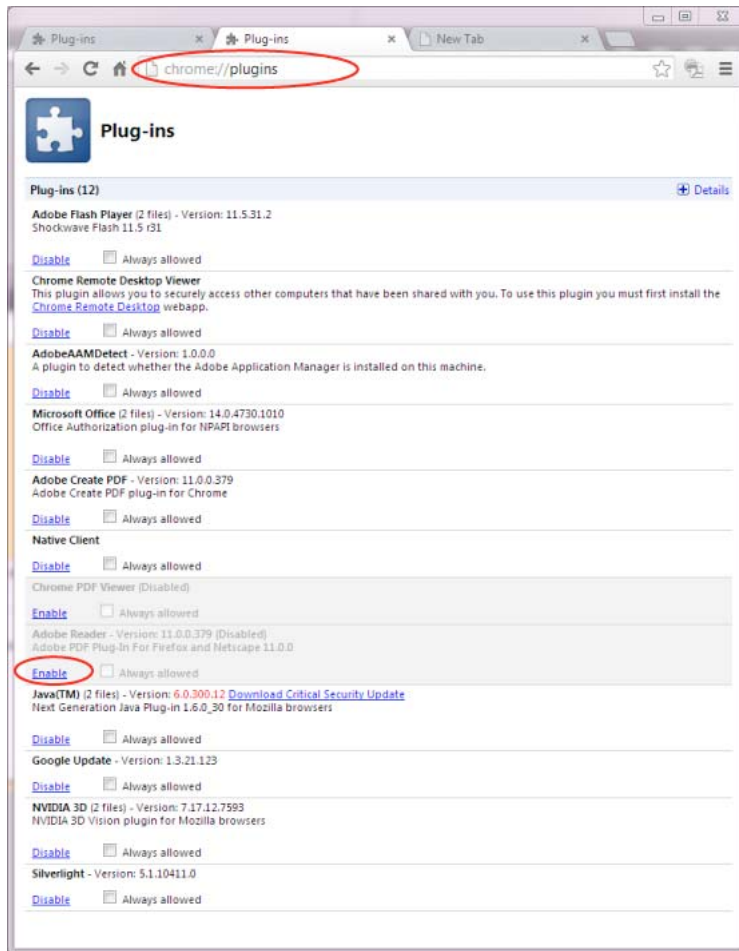 Plug-ins
Plug-ins
New Tab
chrome://plugins
Plug-ins
Plug-ins (12)
Details
Adobe Flash Player (2 files) - Version: 11.5.31.2
Shockwave Flash 11.5 r31
Disable Always allowed
Chrome Remote Desktop Viewer
This plugin allows you to securely access other computers that have been shared with you. To use this plugin you must first install the
Chrome Remote Desktop webapp.
Disable Always allowed
AdobeAAMDetect - Version: 1.0.0.0
A plugin to detect whether the Adobe Application Manager is installed on this machine.
Disable Always allowed
Microsoft Office (2 files) - Version: 14.0.4730.1010
Office Authorization plug-in for NPAPI browsers
Disable Always allowed
Adobe Create PDF - Version: 11.0.0.379
Adobe Create PDF plug-in for Chrome
Disable Always allowed
Native Client
Disable Always allowed
Chrome PDF Viewer (Disabled)
Enable Always allowed
Adobe Reader - Version: 11.0.0.379 (Disabled)
Adobe PDF Plug-In For Firefox and Netscape 11.0.0
Enable Always allowed
Java(TM) (2 files) - Version: 6.0.300.12 Download Critical Security Update
Next Generation Java Plug-in 1.6.0_30 for Mozilla browsers
Disable Always allowed
Google Update - Version: 1.3.21.123
Disable Always allowed
NVIDIA 3D (2 files) - Version: 7.17.12.7593
NVIDIA 3D Vision plugin for Mozilla browsers
Disable Always allowed
Silverlight - Version: 5.1.10411.0
Disable Always allowed